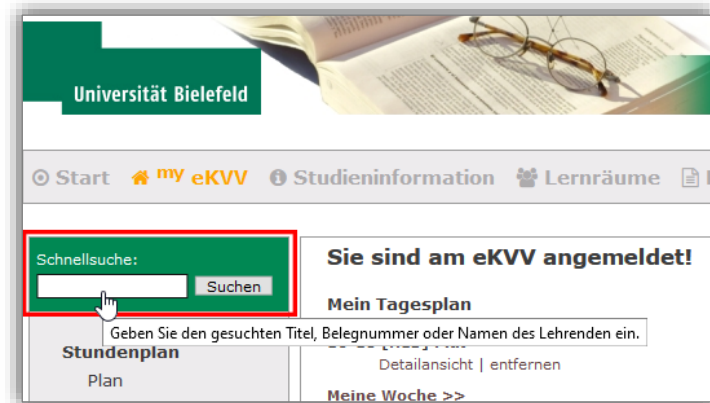 Universität Bielefeld
Start my eKVV Studieninformation Lernräume
Schnellsuche:
Suchen
Sie sind am eKVV angemeldet!
Mein Tagesplan
Geben Sie den gesuchten Titel, Belegnummer oder Namen des Lehrenden ein.
Stundenplan
Plan
Detailansicht | entfernen
Meine Woche >>